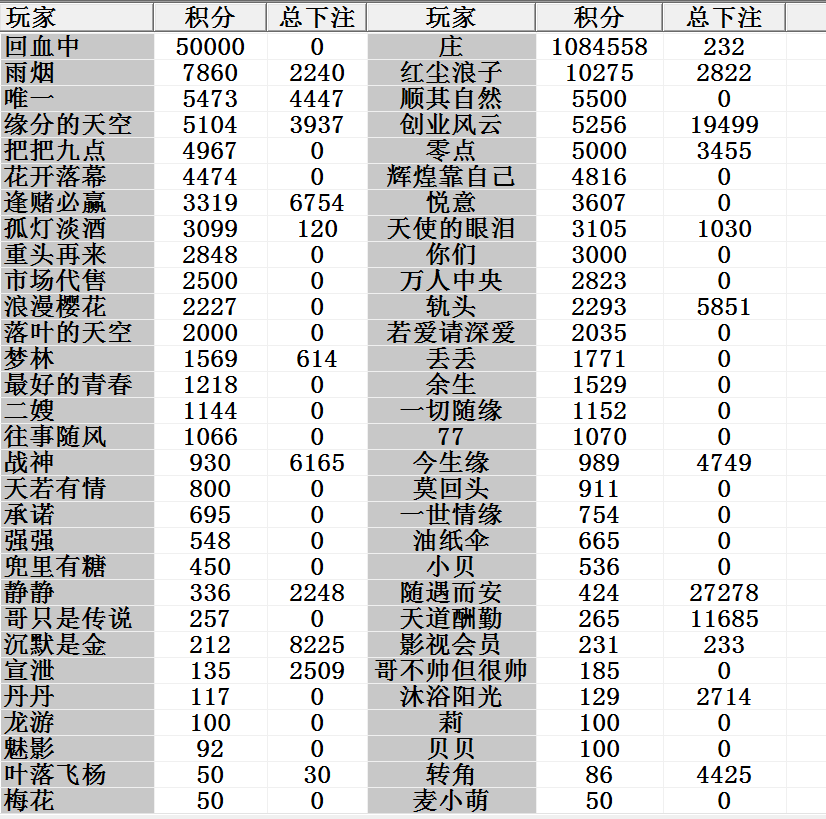 玩家 积分 总下注 玩家 积分 总下注
回血中 50000 0 庄 1084558 232
雨烟 7860 2240 红尘浪子 10275 2822
唯一 5473 4447 顺其自然 5500 0
缘分的天空 5104 3937 创业风云 5256 19499
把把九点 4967 0 零点 5000 3455
花开落幕 4474 0 辉煌靠自己 4816 0
逢赌必赢 3319 6754 悦意 3607 0
孤灯淡酒 3099 120 天使的眼泪 3105 1030
重头再来 2848 0 你们 3000 0
市场代售 2500 0 万人中央 2823 0
浪漫樱花 2227 0 轨头 2293 5851
落叶的天空 2000 0 若爱请深爱 2035 0
梦林 1569 614 丢丢 1771 0
最好的青春 1218 0 余生 1529 0
二嫂 1144 0 一切随缘 1152 0
往事随风 1066 0 77 1070 0
战神 930 6165 今生缘 989 4749
天若有情 800 0 莫回头 911 0
承诺 695 0 一世情缘 754 0
强强 548 0 油纸伞 665 0
兜里有糖 450 0 小贝 536 0
静静 336 2248 随遇而安 424 27278
哥只是传说 257 0 天道酬勤 265 11685
沉默是金 212 8225 影视会员 231 233
宣泄 135 2509 哥不帅但很帅 185 0
丹丹 117 0 沐浴阳光 129 2714
龙游 100 0 莉 100 0
魅影 92 0 贝贝 100 0
叶落飞杨 50 30 转角 86 4425
梅花 50 0 麦小萌 50 0